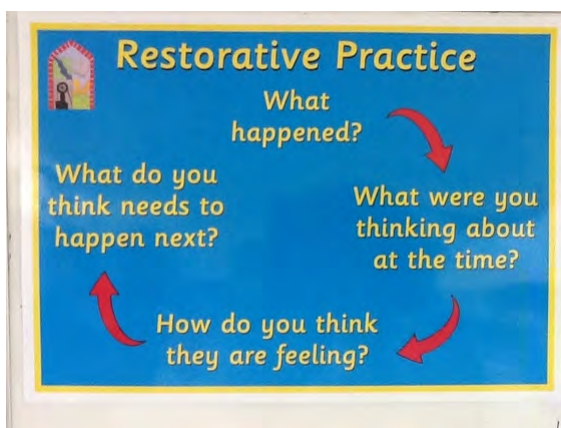 Restorative Practice
What
happened?
What were you
thinking about
at the time?
How do you think
they are feeling?
What do you
think needs to
happen next?